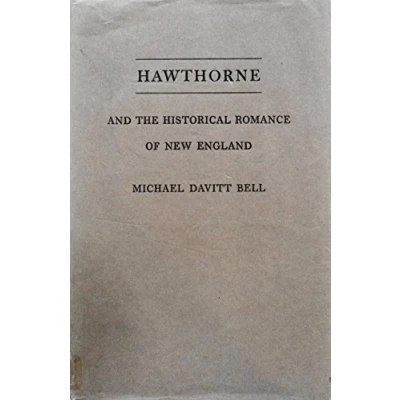 HAWTHORNE
AND THE HISTORICAL ROMANCE
OF NEW ENGLAND
MICHAEL DAVITT BELL